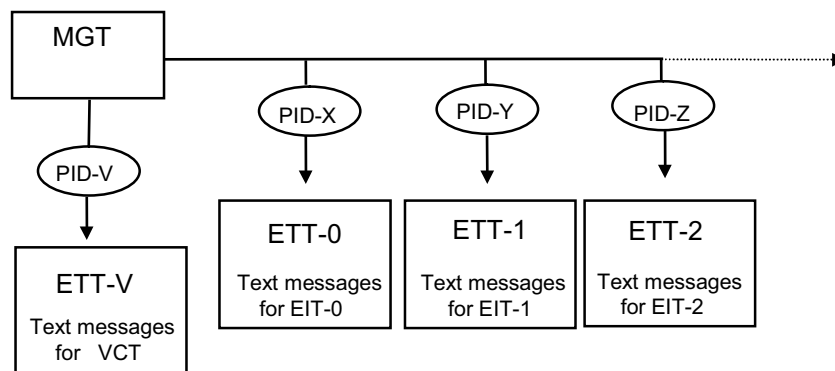 MGT
PID-X
PID-Y
PID-Z
PID-V
ETT-0
Text messages
for EIT-0
ETT-1
Text messages
for EIT-1
ETT-2
Text messages
for EIT-2
ETT-V
Text messages
for VCT